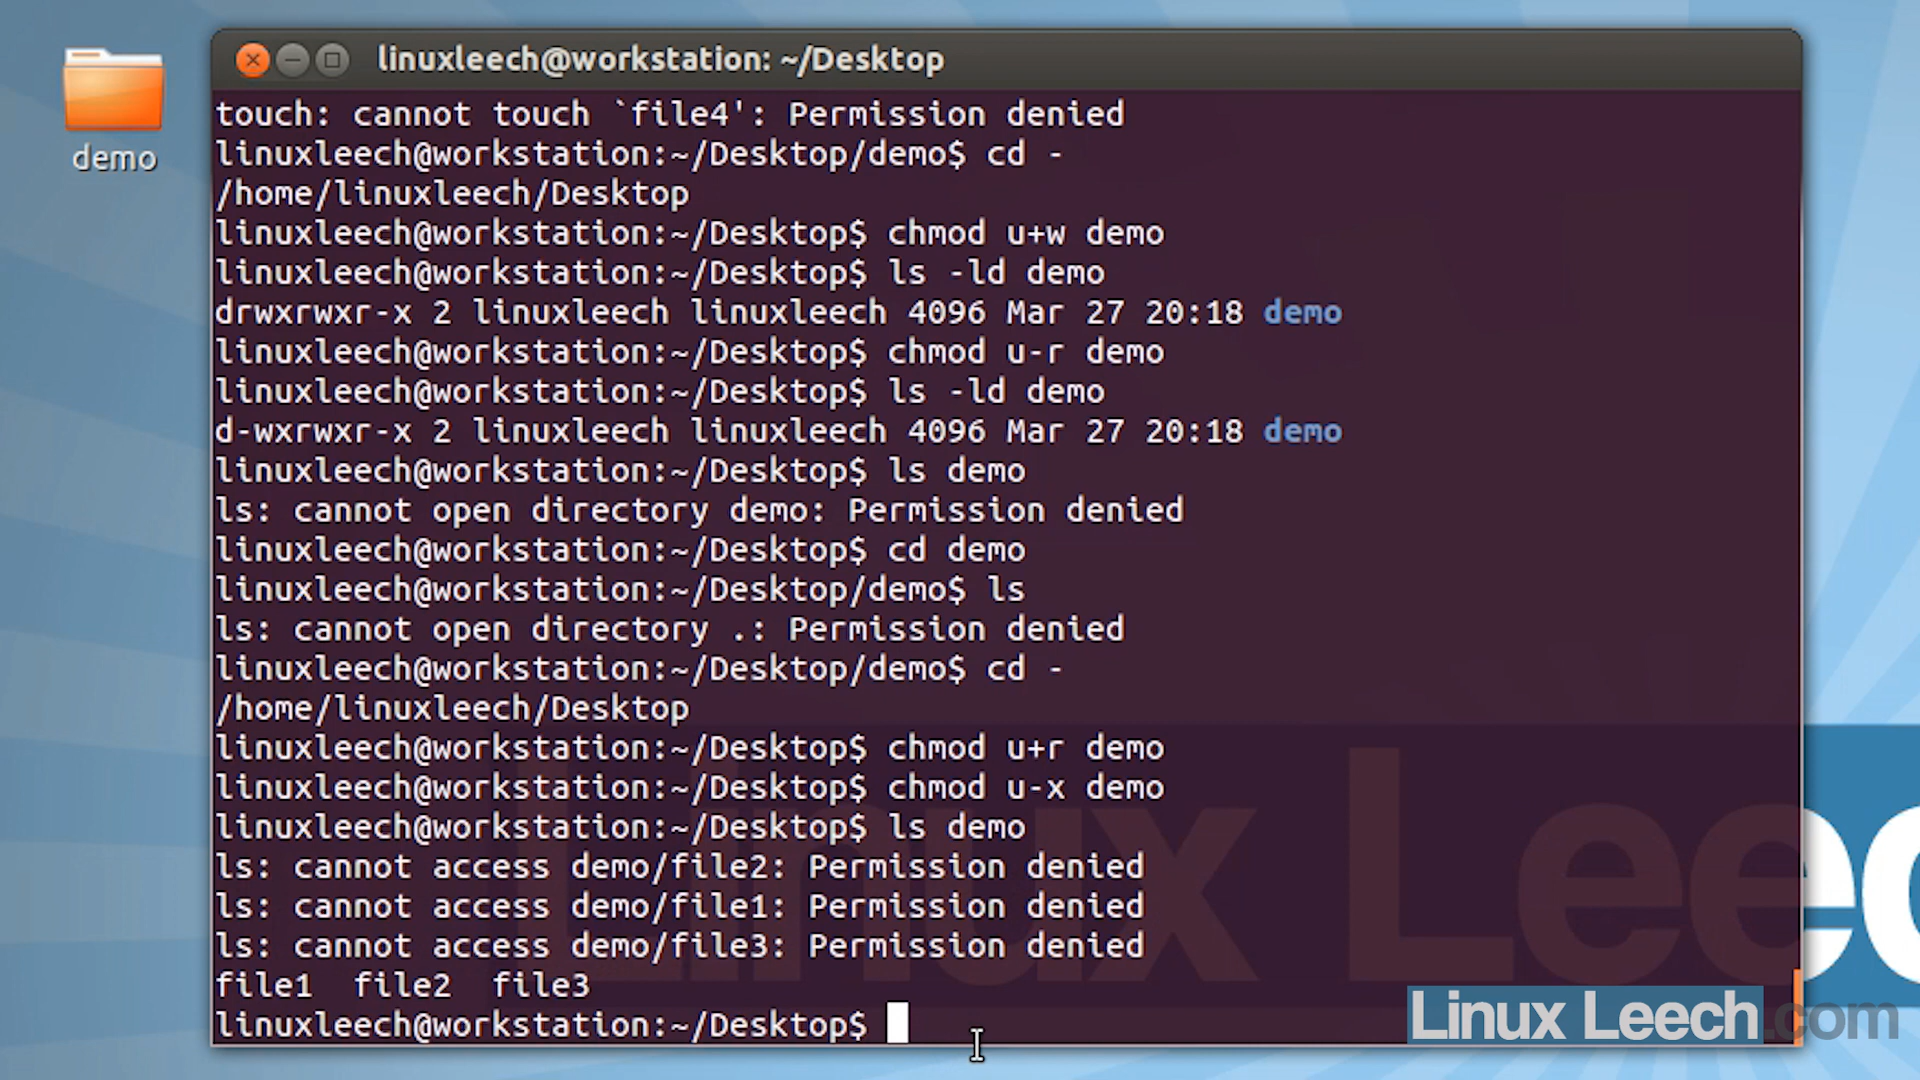 demo
linuxleech@workstation: ~/Desktop
touch: cannot touch `file4': Permission denied
linuxleech@workstation:~/Desktop/demo$ cd -
/home/linuxleech/Desktop
linuxleech@workstation:~/Desktop$ chmod u+w demo
linuxleech@workstation:~/Desktop$ ls -ld demo
drwxrwxr-x 2 linuxleech linuxleech 4096 Mar 27 20:18 demo
linuxleech@workstation:~/Desktop$ chmod u-r demo
linuxleech@workstation:~/Desktop$ ls -ld demo
d-wxrwxr-x 2 linuxleech linuxleech 4096 Mar 27 20:18 demo
linuxleech@workstation:~/Desktop$ ls demo
ls: cannot open directory demo: Permission denied
linuxleech@workstation:~/Desktop$ cd demo
linuxleech@workstation:~/Desktop/demo$ ls
ls: cannot open directory .: Permission denied
linuxleech@workstation:~/Desktop/demo$ cd -
/home/linuxleech/Desktop
linuxleech@workstation:~/Desktop$ chmod u+r demo
linuxleech@workstation:~/Desktop$ chmod u-x demo
linuxleech@workstation:~/Desktop$ ls demo
ls: cannot access demo/file2: Permission denied
ls: cannot access demo/file1: Permission denied
ls: cannot access demo/file3: Permission denied
file1  file2  file3
linuxleech@workstation:~/Desktop$
Linux Leec
Linux Leech.com